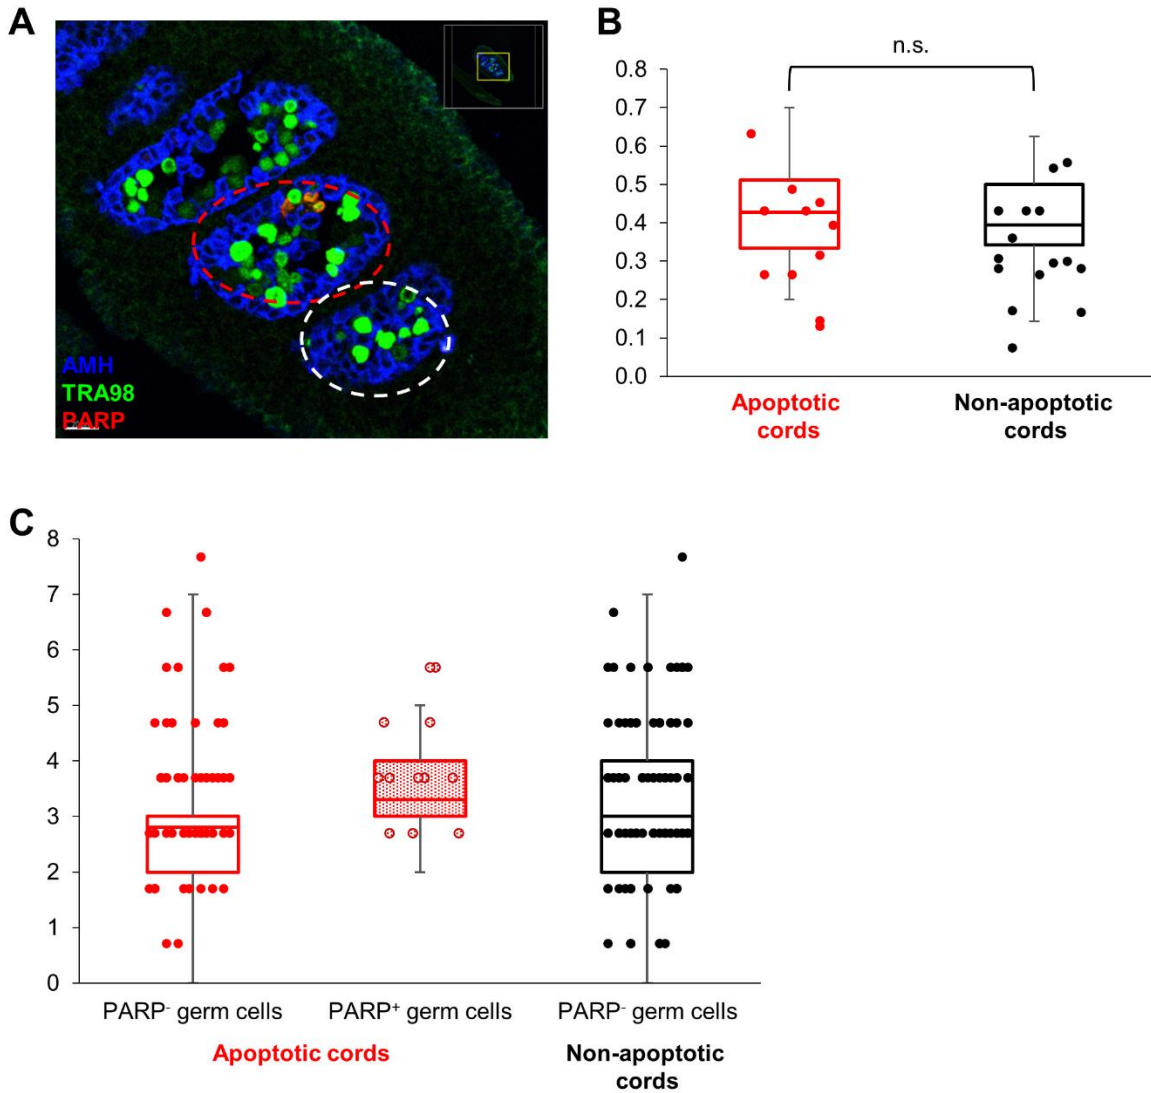 A
AMH
TRA98
PARP
B
n.s.
0.8
0.7
0.6
0.5
0.4
0.3
0.2
0.1
0.0
Apoptotic
cords
Non-apoptotic
cords
C
8
7
6
5
4
3
2
1
0
PARP⁻ germ cells
PARP⁺ germ cells
PARP⁻ germ cells
Apoptotic cords
Non-apoptotic
cords